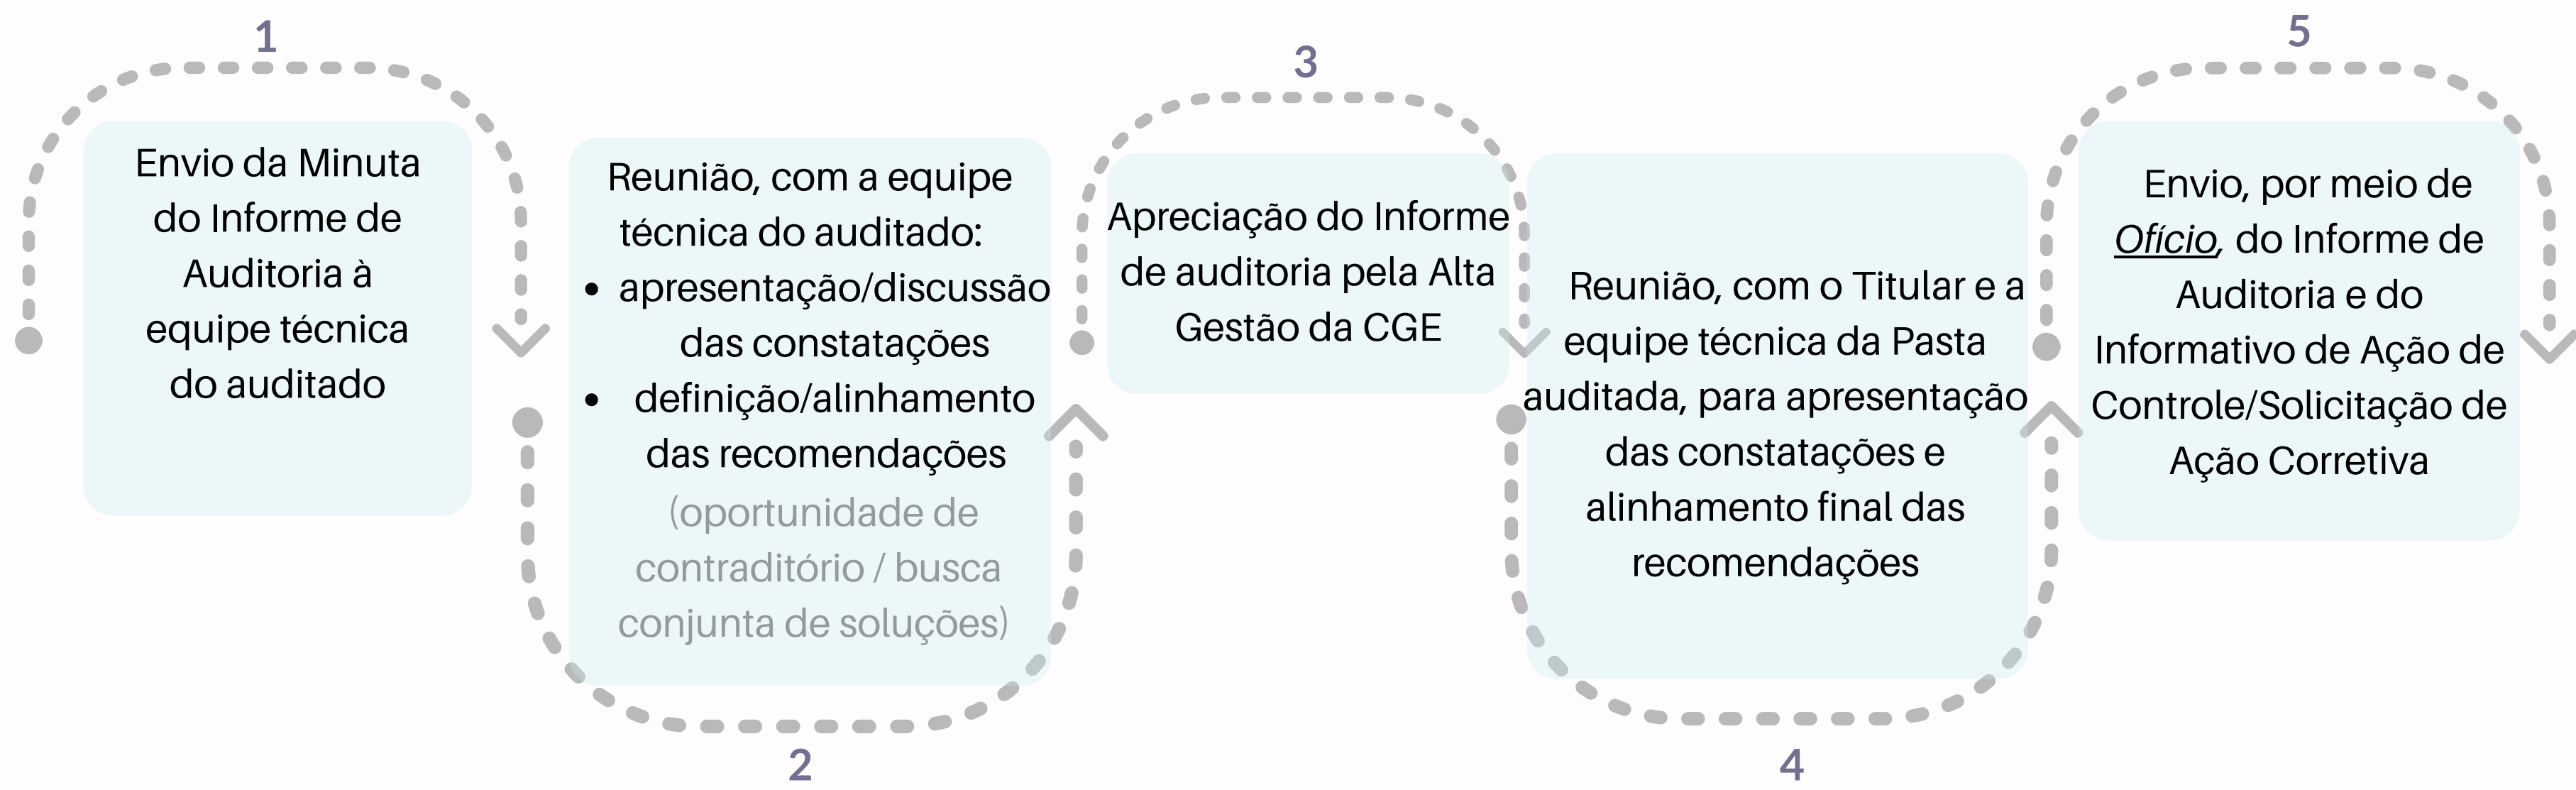 1
Envio da Minuta
do Informe de
Auditoria à
equipe técnica
do auditado
2
Reunião, com a equipe
técnica do auditado:
• apresentação/discussão
das constatações
• definição/alinhamento
das recomendações
(oportunidade de
contraditório / busca
conjunta de soluções)
3
Apreciação do Informe
de auditoria pela Alta
Gestão da CGE
4
Reunião, com o Titular e a
equipe técnica da Pasta
auditada, para apresentação
das constatações e
alinhamento final das
recomendações
5
Envio, por meio de
Ofício, do Informe de
Auditoria e do
Informativo de Ação de
Controle/Solicitação de
Ação Corretiva